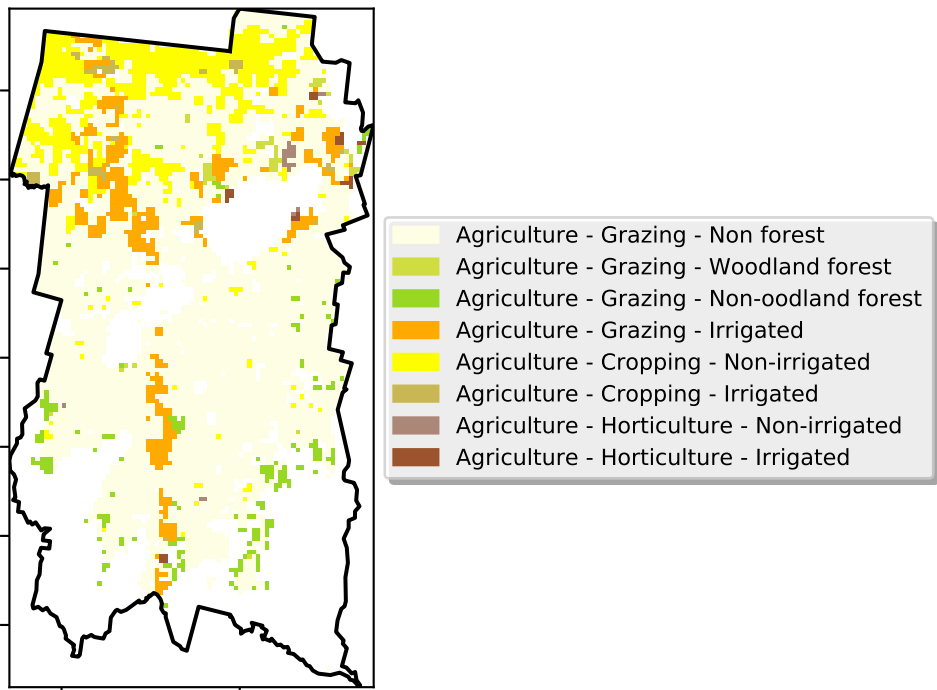 Agriculture - Grazing - Non forest
Agriculture - Grazing - Woodland forest
Agriculture - Grazing - Non-oodland forest
Agriculture - Grazing - Irrigated
Agriculture - Cropping - Non-irrigated
Agriculture - Cropping - Irrigated
Agriculture - Horticulture - Non-irrigated
Agriculture - Horticulture - Irrigated